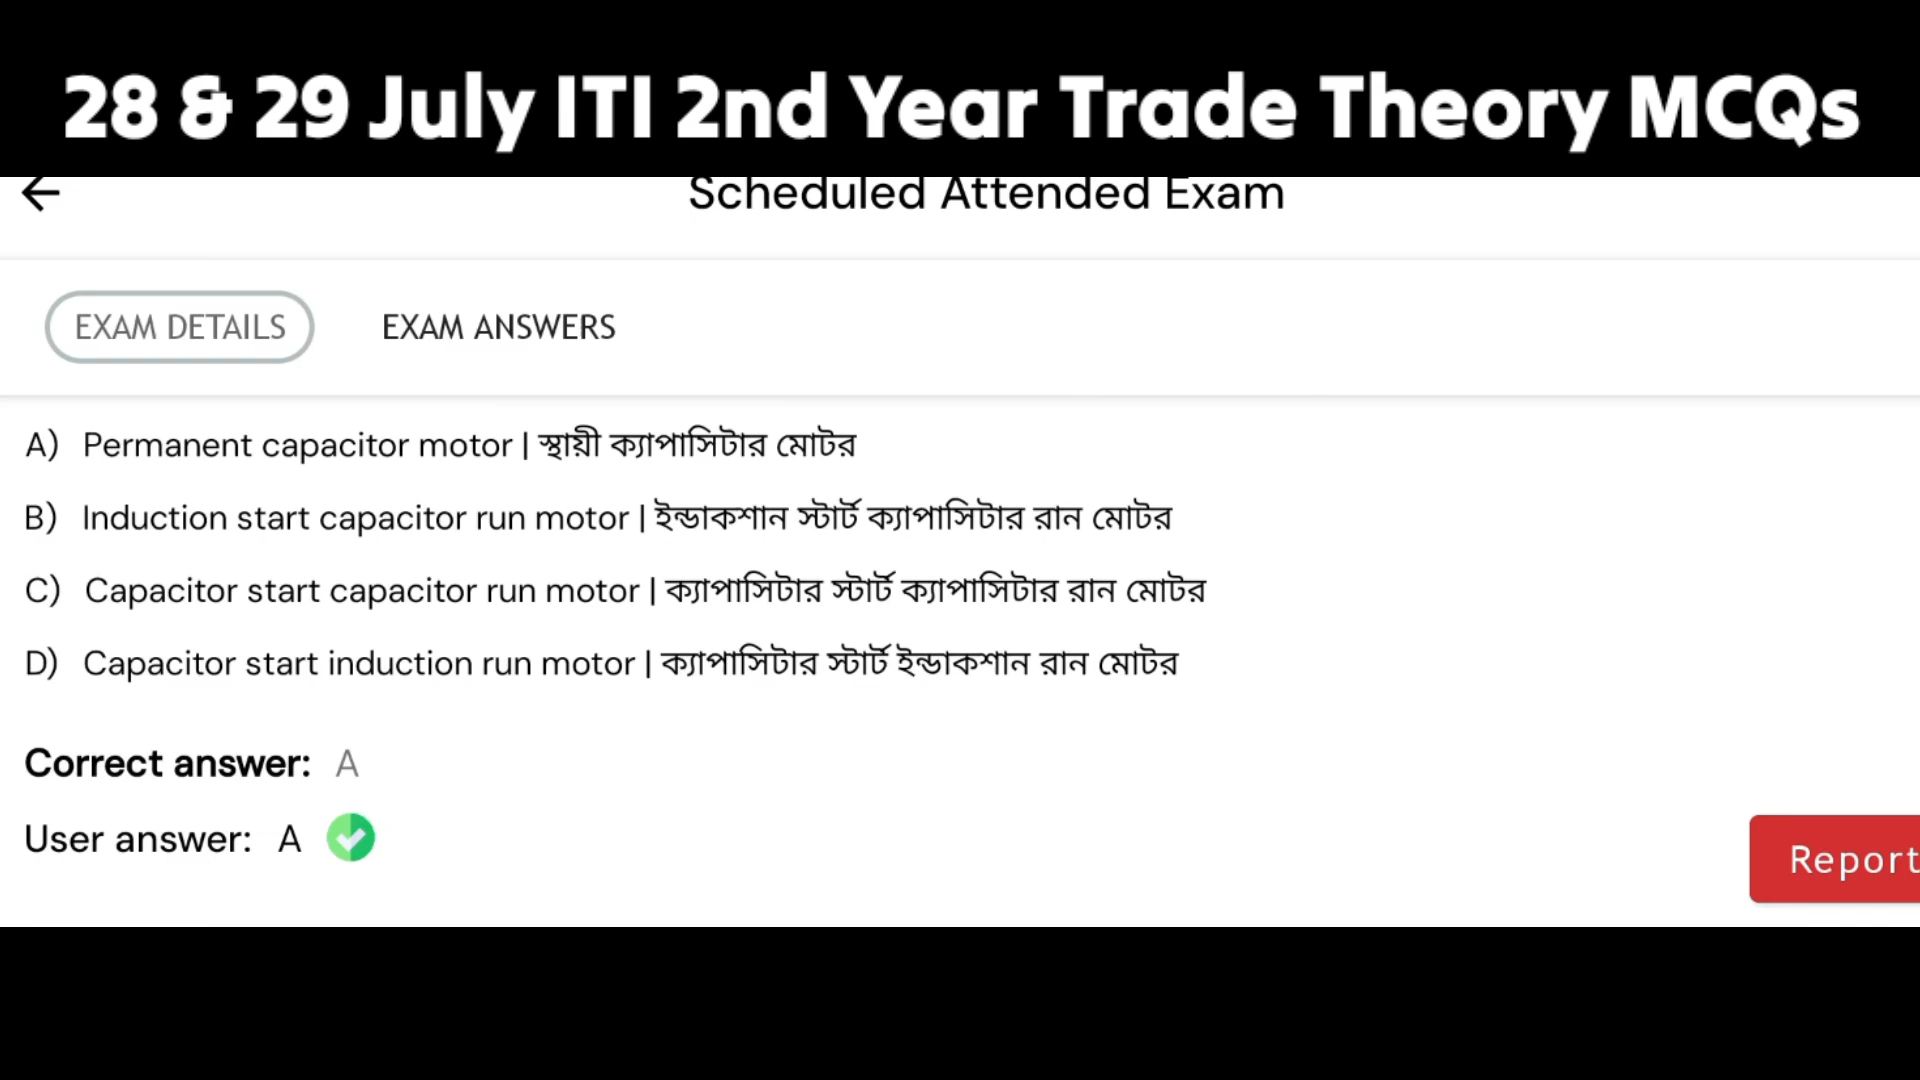 28 & 29 July ITI 2nd Year Trade Theory MCQs
Scheduled Attended Exam
EXAM DETAILS EXAM ANSWERS
A) Permanent capacitor motor | স্থায়ী ক্যাপাসিটার মোটর
B) Induction start capacitor run motor | ইন্ডাকশান স্টার্ট ক্যাপাসিটার রান মোটর
C) Capacitor start capacitor run motor | ক্যাপাসিটার স্টার্ট ক্যাপাসিটার রান মোটর
D) Capacitor start induction run motor | ক্যাপাসিটার স্টার্ট ইন্ডাকশান রান মোটর
Correct answer: A
User answer: A
Report